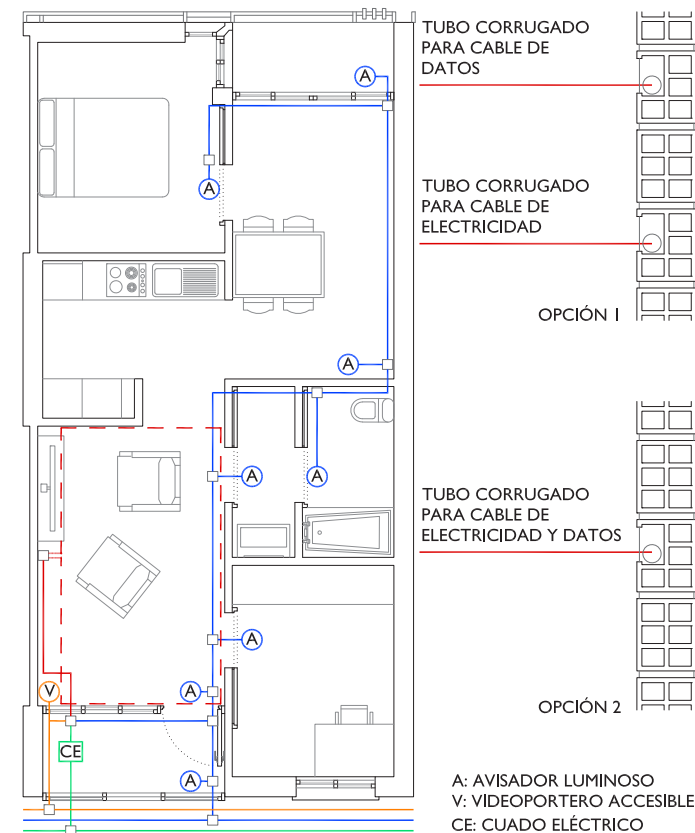 TUBO CORRUGADO
PARA CABLE DE
DATOS
A
A
TUBO CORRUGADO
PARA CABLE DE
ELECTRICIDAD
OPCIÓN 1
A
A
A
TUBO CORRUGADO
PARA CABLE DE
ELECTRICIDAD Y DATOS
A
V
A
OPCIÓN 2
CE
A
A: AVISADOR LUMINOSO
V: VIDEOPORTERO ACCESIBLE
CE: CUADO ELÉCTRICO